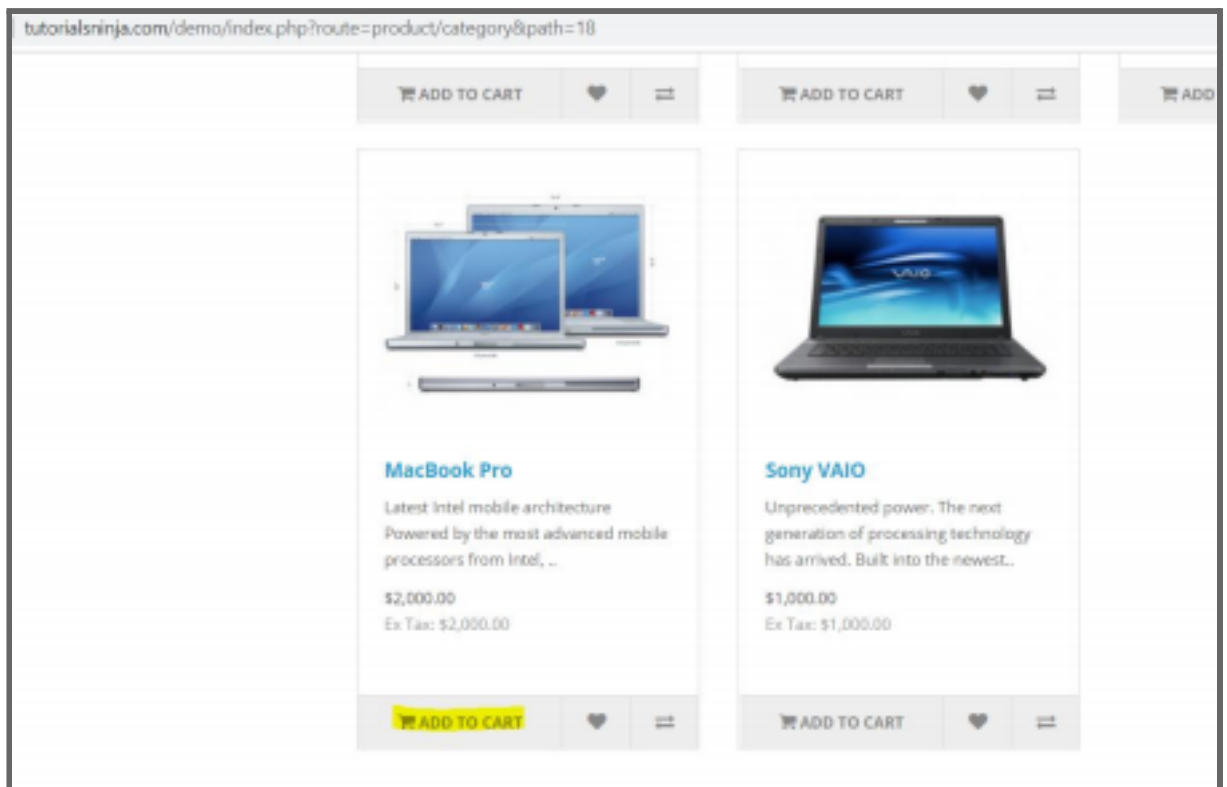 tutorialsninja.com/demo/index.php?route=product/category&path=18
ADD TO CART
ADD TO CART
ADD
VAIO
MacBook Pro
Latest Intel mobile architecture
Powered by the most advanced mobile
processors from Intel, ..
$2,000.00
Ex Tax: $2,000.00
ADD TO CART
Sony VAIO
Unprecedented power. The next
generation of processing technology
has arrived. Built into the newest..
$1,000.00
Ex Tax: $1,000.00
ADD TO CART